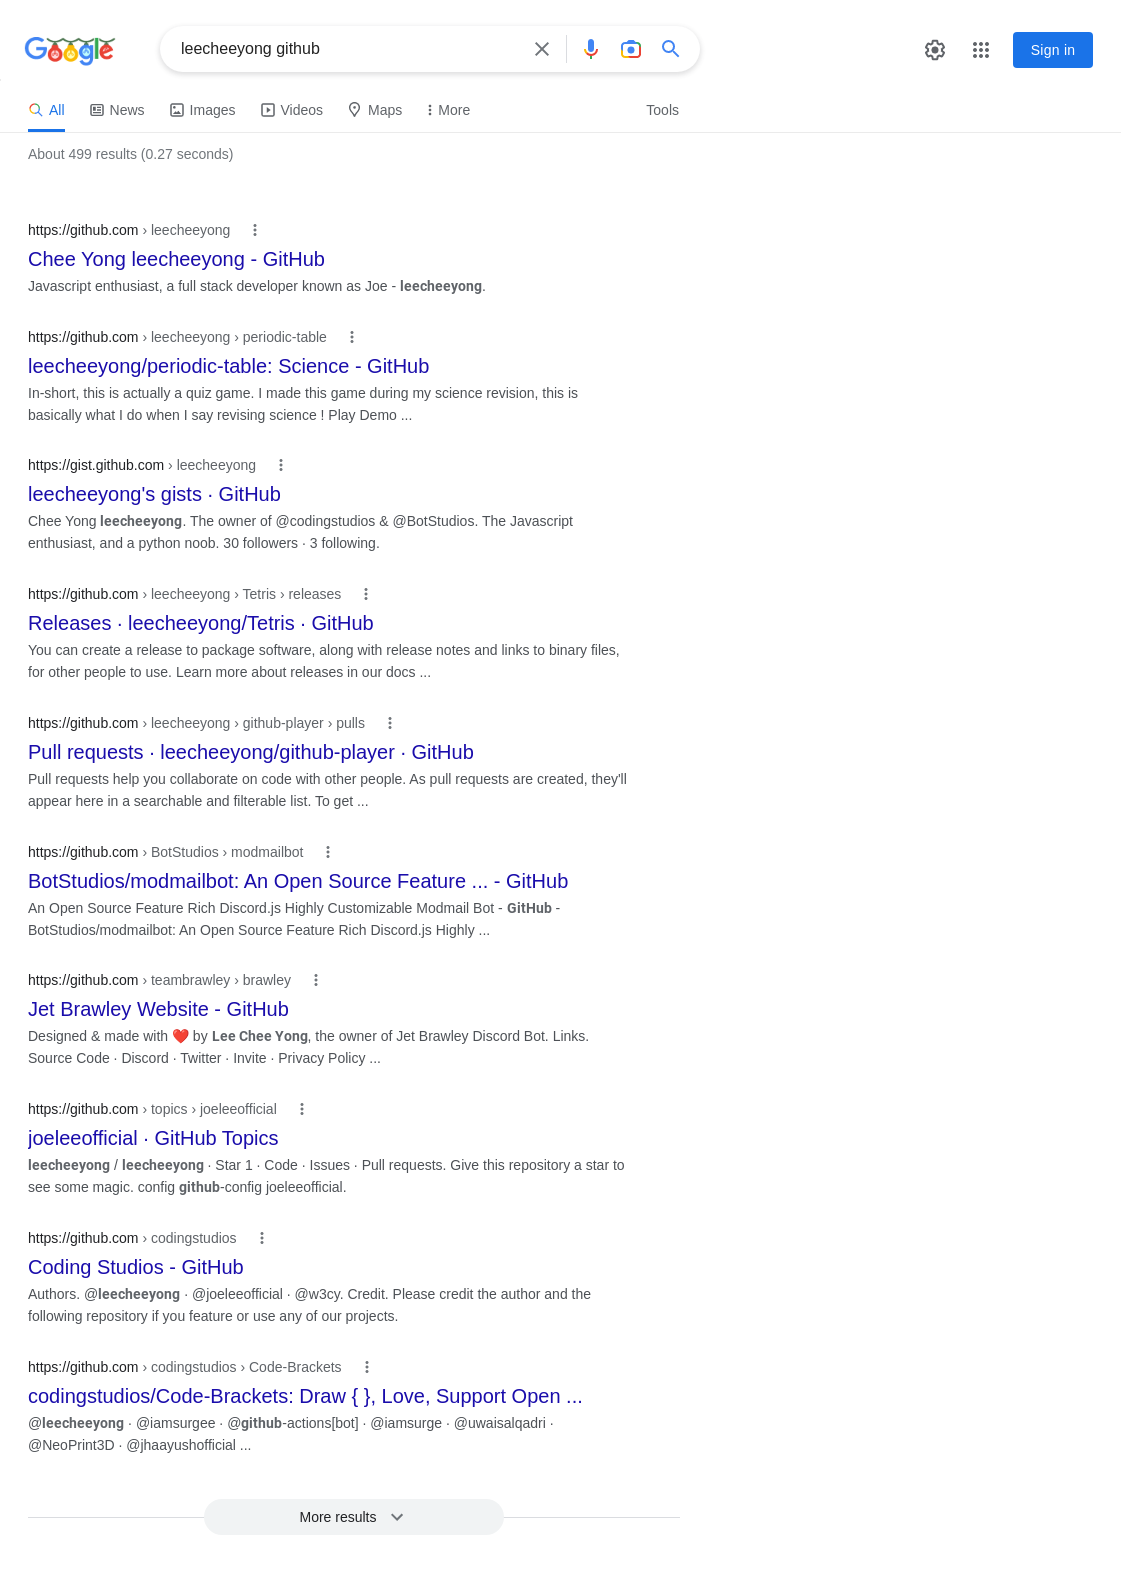 Google
leecheeyong github
Sign in
All News Images Videos Maps More Tools
About 499 results (0.27 seconds)
https://github.com › leecheeyong
Chee Yong leecheeyong - GitHub
Javascript enthusiast, a full stack developer known as Joe - leecheeyong.
https://github.com › leecheeyong › periodic-table
leecheeyong/periodic-table: Science - GitHub
In-short, this is actually a quiz game. I made this game during my science revision, this is
basically what I do when I say revising science ! Play Demo ...
https://gist.github.com › leecheeyong
leecheeyong's gists · GitHub
Chee Yong leecheeyong. The owner of @codingstudios & @BotStudios. The Javascript
enthusiast, and a python noob. 30 followers · 3 following.
https://github.com › leecheeyong › Tetris › releases
Releases · leecheeyong/Tetris · GitHub
You can create a release to package software, along with release notes and links to binary files,
for other people to use. Learn more about releases in our docs ...
https://github.com › leecheeyong › github-player › pulls
Pull requests · leecheeyong/github-player · GitHub
Pull requests help you collaborate on code with other people. As pull requests are created, they'll
appear here in a searchable and filterable list. To get ...
https://github.com › BotStudios › modmailbot
BotStudios/modmailbot: An Open Source Feature ... - GitHub
An Open Source Feature Rich Discord.js Highly Customizable Modmail Bot - GitHub -
BotStudios/modmailbot: An Open Source Feature Rich Discord.js Highly ...
https://github.com › teambrawley › brawley
Jet Brawley Website - GitHub
Designed & made with ❤️ by Lee Chee Yong, the owner of Jet Brawley Discord Bot. Links.
Source Code · Discord · Twitter · Invite · Privacy Policy ...
https://github.com › topics › joeleeofficial
joeleeofficial · GitHub Topics
leecheeyong / leecheeyong · Star 1 · Code · Issues · Pull requests. Give this repository a star to
see some magic. config github-config joeleeofficial.
https://github.com › codingstudios
Coding Studios - GitHub
Authors. @leecheeyong · @joeleeofficial · @w3cy. Credit. Please credit the author and the
following repository if you feature or use any of our projects.
https://github.com › codingstudios › Code-Brackets
codingstudios/Code-Brackets: Draw { }, Love, Support Open ...
@leecheeyong · @iamsurgee · @github-actions[bot] · @iamsurge · @uwaisalqadri ·
@NeoPrint3D · @jhaayushofficial ...
More results